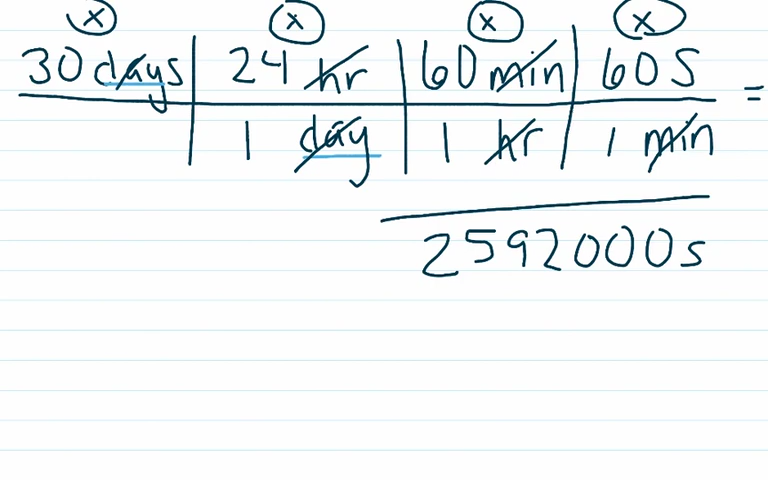 x x x x
30 days 24 hr 60 min 60 S =
1 day 1 hr 1 min
2592000s